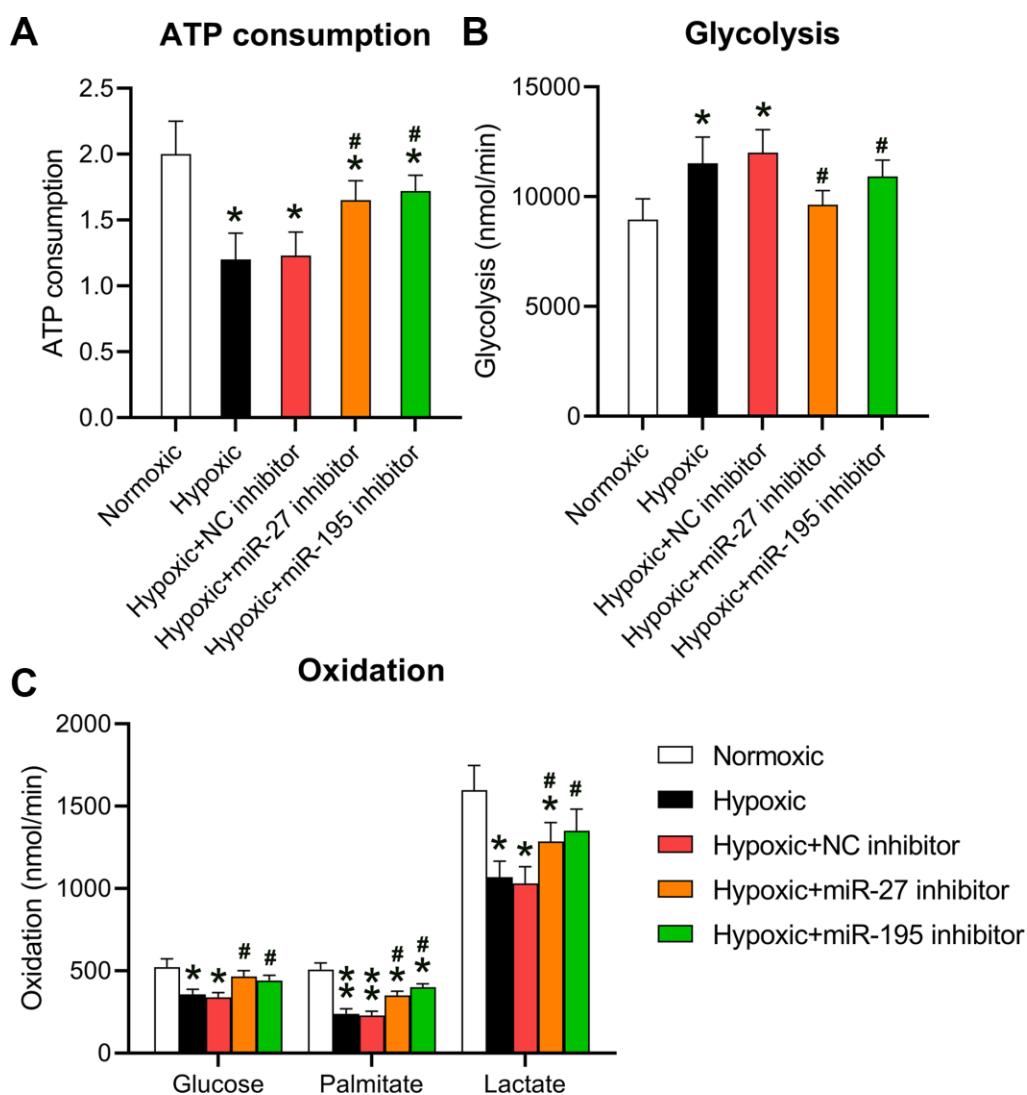 A
ATP consumption
ATP consumption
2.5
2.0
1.5
1.0
0.5
0.0
*
*
#
*
#
*
Normoxic
Hypoxic
Hypoxic+NC inhibitor
Hypoxic+miR-27 inhibitor
Hypoxic+miR-195 inhibitor
B
Glycolysis
Glycolysis (nmol/min)
15000
10000
5000
0
*
*
#
#
Normoxic
Hypoxic
Hypoxic+NC inhibitor
Hypoxic+miR-27 inhibitor
Hypoxic+miR-195 inhibitor
C
Oxidation
Oxidation (nmol/min)
2000
1500
1000
500
0
*
*
#
#
*
*
*
*
#
*
#
*
*
*
#
*
#
Glucose
Palmitate
Lactate
Normoxic
Hypoxic
Hypoxic+NC inhibitor
Hypoxic+miR-27 inhibitor
Hypoxic+miR-195 inhibitor